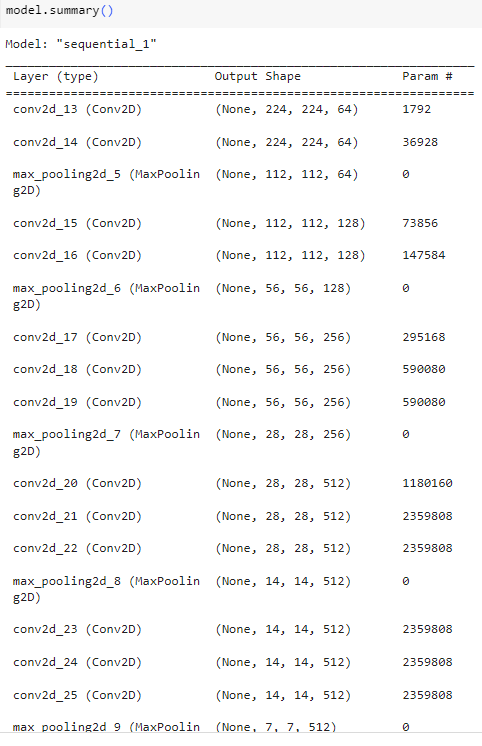 model.summary()
Model: "sequential_1"
Layer (type) Output Shape Param #
conv2d_13 (Conv2D) (None, 224, 224, 64) 1792
conv2d_14 (Conv2D) (None, 224, 224, 64) 36928
max_pooling2d_5 (MaxPoolin (None, 112, 112, 64) 0
g2D)
conv2d_15 (Conv2D) (None, 112, 112, 128) 73856
conv2d_16 (Conv2D) (None, 112, 112, 128) 147584
max_pooling2d_6 (MaxPoolin (None, 56, 56, 128) 0
g2D)
conv2d_17 (Conv2D) (None, 56, 56, 256) 295168
conv2d_18 (Conv2D) (None, 56, 56, 256) 590080
conv2d_19 (Conv2D) (None, 56, 56, 256) 590080
max_pooling2d_7 (MaxPoolin (None, 28, 28, 256) 0
g2D)
conv2d_20 (Conv2D) (None, 28, 28, 512) 1180160
conv2d_21 (Conv2D) (None, 28, 28, 512) 2359808
conv2d_22 (Conv2D) (None, 28, 28, 512) 2359808
max_pooling2d_8 (MaxPoolin (None, 14, 14, 512) 0
g2D)
conv2d_23 (Conv2D) (None, 14, 14, 512) 2359808
conv2d_24 (Conv2D) (None, 14, 14, 512) 2359808
conv2d_25 (Conv2D) (None, 14, 14, 512) 2359808
max_pooling2d_9 (MaxPoolin (None, 7, 7, 512) 0